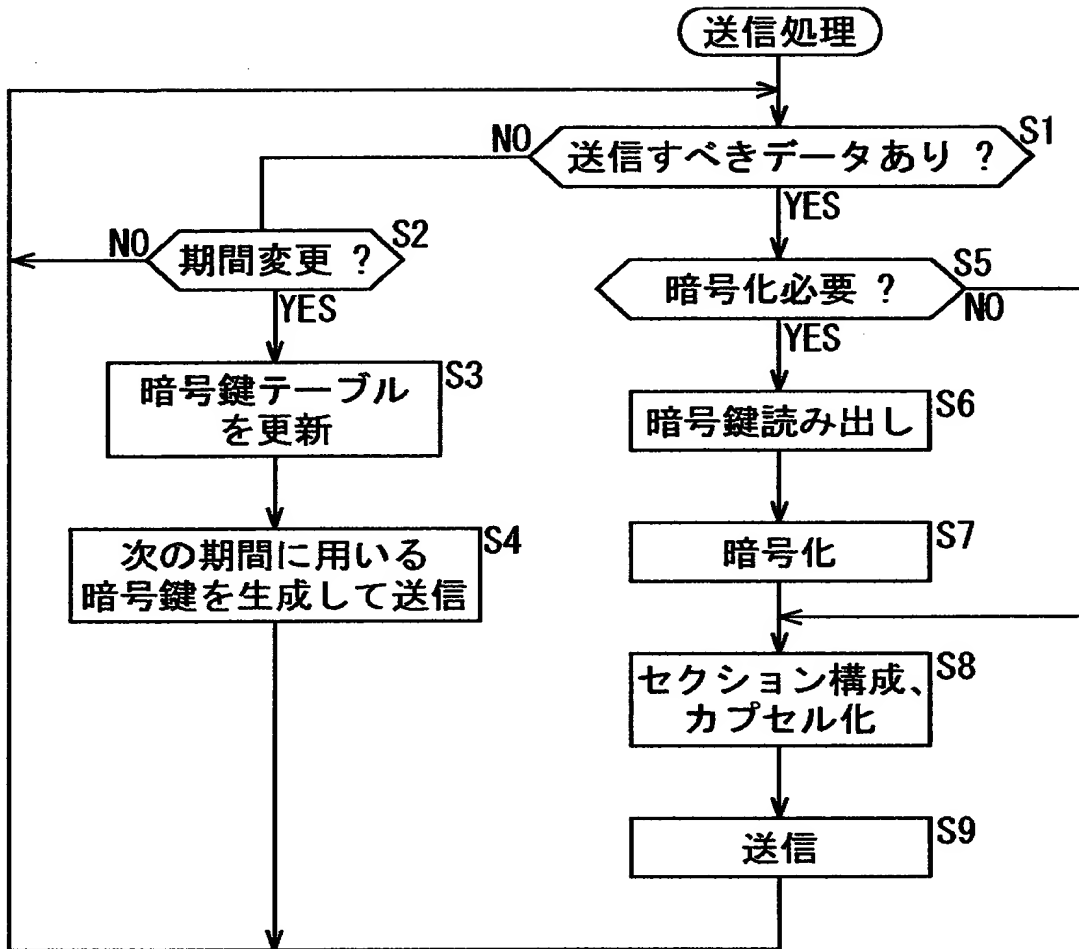 送信処理
送信すべきデータあり ?
S1
NO
YES
期間変更 ?
S2
NO
YES
暗号鍵テーブル
を更新
S3
次の期間に用いる
暗号鍵を生成して送信
S4
暗号化必要 ?
S5
NO
YES
暗号鍵読み出し
S6
暗号化
S7
セクション構成、
カプセル化
S8
送信
S9